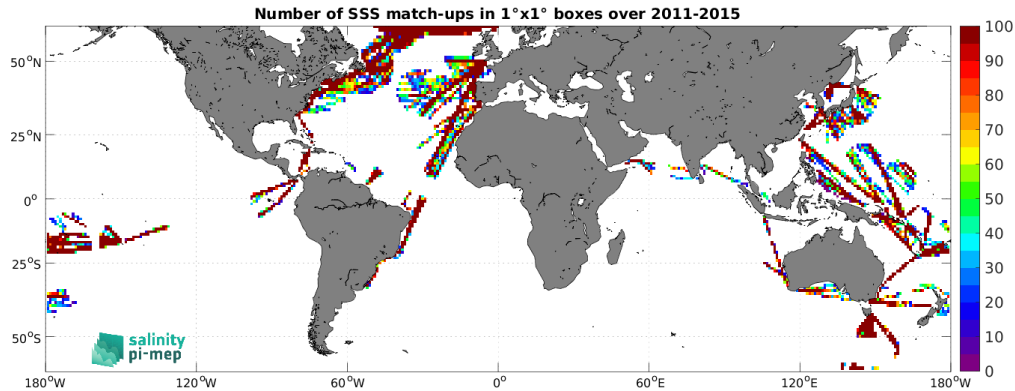 Number of SSS match-ups in 1°x1° boxes over 2011-2015
50°N
25°N
0°
25°S
50°S
180°W
120°W
60°W
0°
60°E
120°E
180°W
100
90
80
70
60
50
40
30
20
10
0
salinity
pi-mep